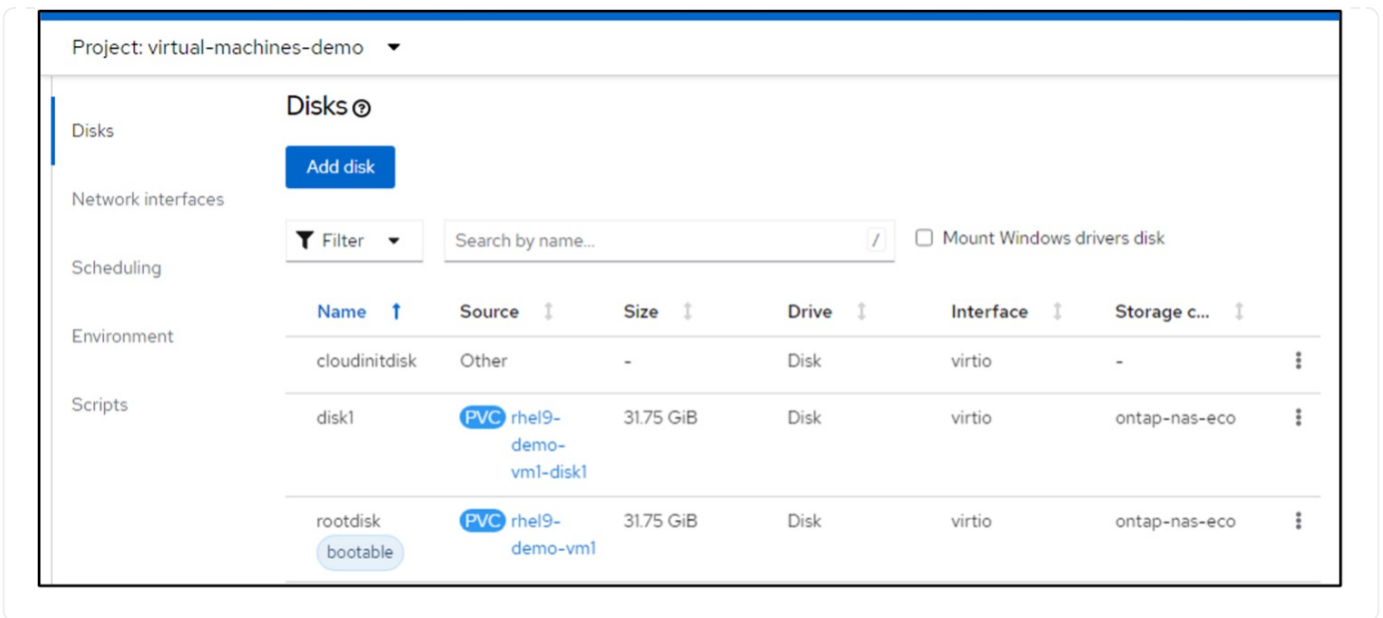 Project: virtual-machines-demo
Disks
Network interfaces
Scheduling
Environment
Scripts
Disks
Add disk
Filter Search by name... / Mount Windows drivers disk
Name Source Size Drive Interface Storage c...
cloudinitdisk Other - Disk virtio -
disk1 PVC rhel9- 31.75 GiB Disk virtio ontap-nas-eco
demo-
vm1-disk1
rootdisk PVC rhel9- 31.75 GiB Disk virtio ontap-nas-eco
bootable demo-vm1